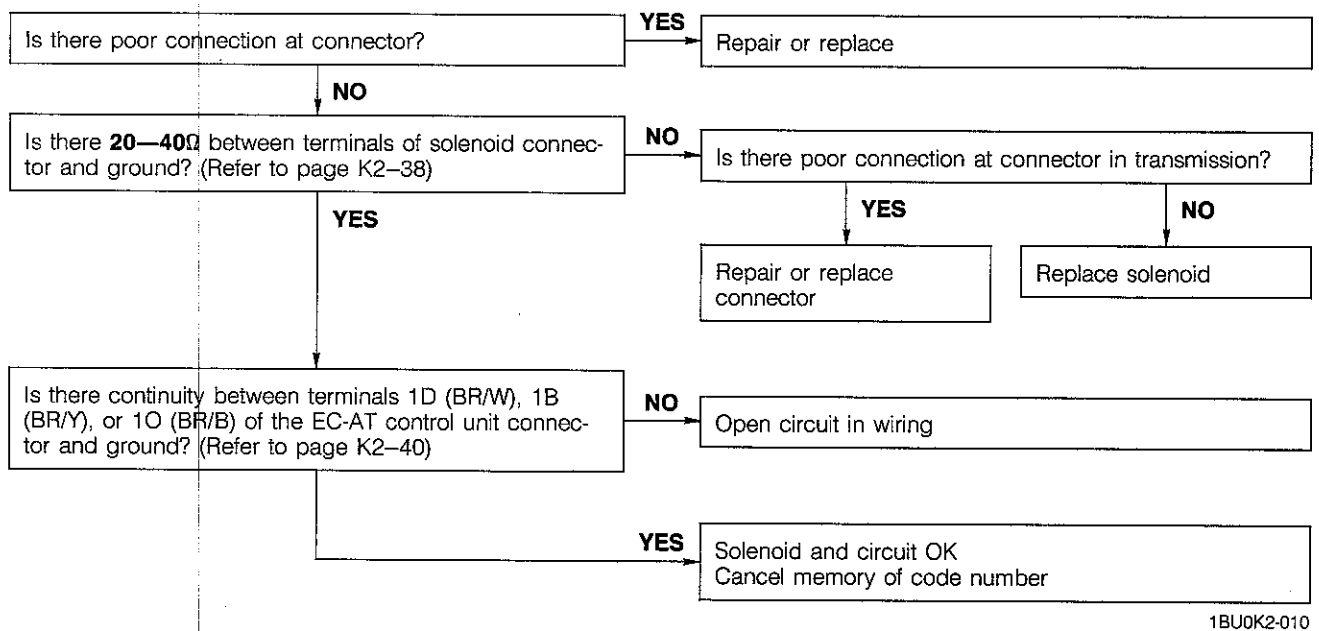 Is there poor connection at connector?
YES
Repair or replace
NO
Is there 20—40Ω between terminals of solenoid connec-
tor and ground? (Refer to page K2–38)
NO
Is there poor connection at connector in transmission?
YES
NO
YES
Repair or replace
connector
Replace solenoid
Is there continuity between terminals 1D (BR/W), 1B
(BR/Y), or 1O (BR/B) of the EC-AT control unit connec-
tor and ground? (Refer to page K2–40)
NO
Open circuit in wiring
YES
Solenoid and circuit OK
Cancel memory of code number
1BU0K2-010